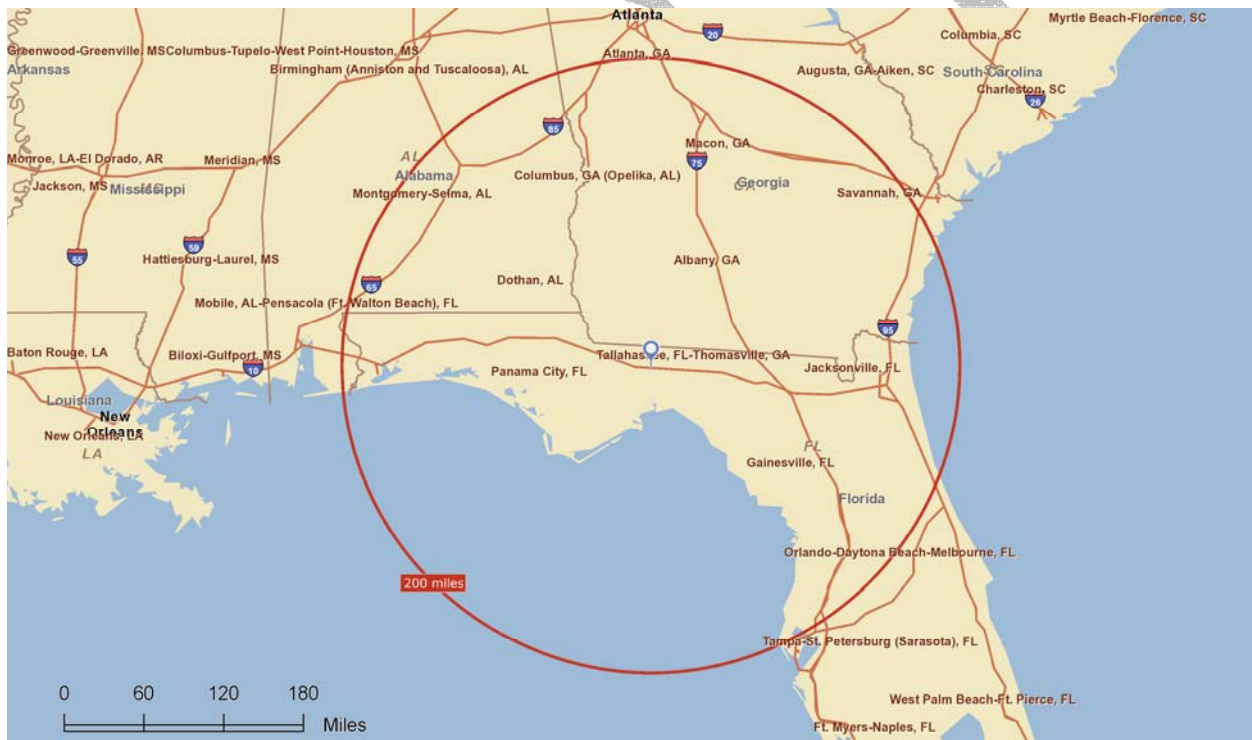 Atlanta
Myrtle Beach-Florence, SC
20
Columbia, SC
Greenwood-Greenville, MS
Columbus-Tupelo-West Point-Houston, MS
Atlanta, GA
Arkansas
Birmingham (Anniston and Tuscaloosa), AL
Augusta, GA-Aiken, SC
South Carolina
Charleston, SC
26
85
Macon, GA
Monroe, LA-El Dorado, AR
Meridian, MS
AL
75
Jackson, MS
Mississippi
MS
Alabama
Columbus, GA (Opelika, AL)
Georgia
GA
Montgomery-Selma, AL
Savannah, GA
59
55
Hattiesburg-Laurel, MS
Albany, GA
65
Dothan, AL
Mobile, AL-Pensacola (Ft. Walton Beach), FL
95
Baton Rouge, LA
Biloxi-Gulfport, MS
Tallahassee, FL-Thomasville, GA
10
Panama City, FL
Jacksonville, FL
Louisiana
New
Orleans
New Orleans, LA
LA
FL
Gainesville, FL
Florida
Orlando-Daytona Beach-Melbourne, FL
200 miles
Tampa-St. Petersburg (Sarasota), FL
0 60 120 180
Miles
West Palm Beach-Ft. Pierce, FL
Ft. Myers-Naples, FL